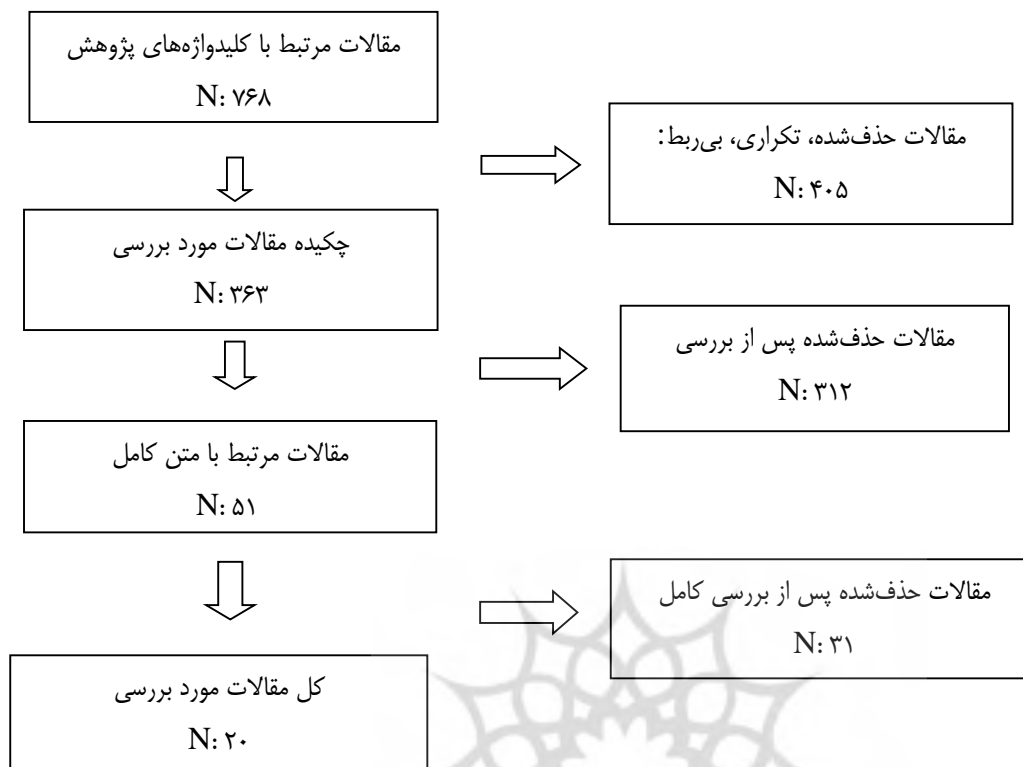 مقالات مرتبط با کلیدواژه‌های پژوهش
N: ۷۶۸
مقالات حذف‌شده، تکراری، بی‌ربط:
N: ۴۰۵
چکیده مقالات مورد بررسی
N: ۳۶۳
مقالات حذف‌شده پس از بررسی
N: ۳۱۲
مقالات مرتبط با متن کامل
N: ۵۱
مقالات حذف‌شده پس از بررسی کامل
N: ۳۱
کل مقالات مورد بررسی
N: ۲۰